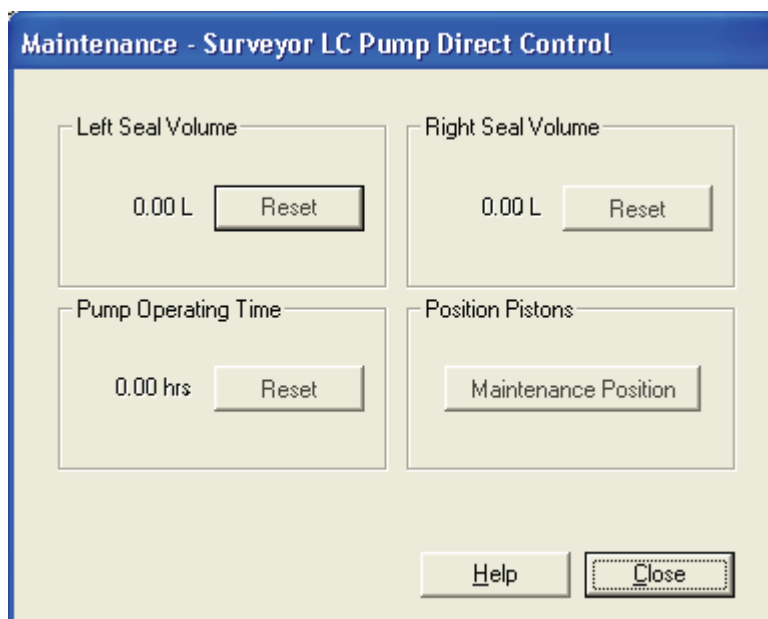 Maintenance - Surveyor LC Pump Direct Control
Left Seal Volume
0.00 L Reset
Right Seal Volume
0.00 L Reset
Pump Operating Time
0.00 hrs Reset
Position Pistons
Maintenance Position
Help Close